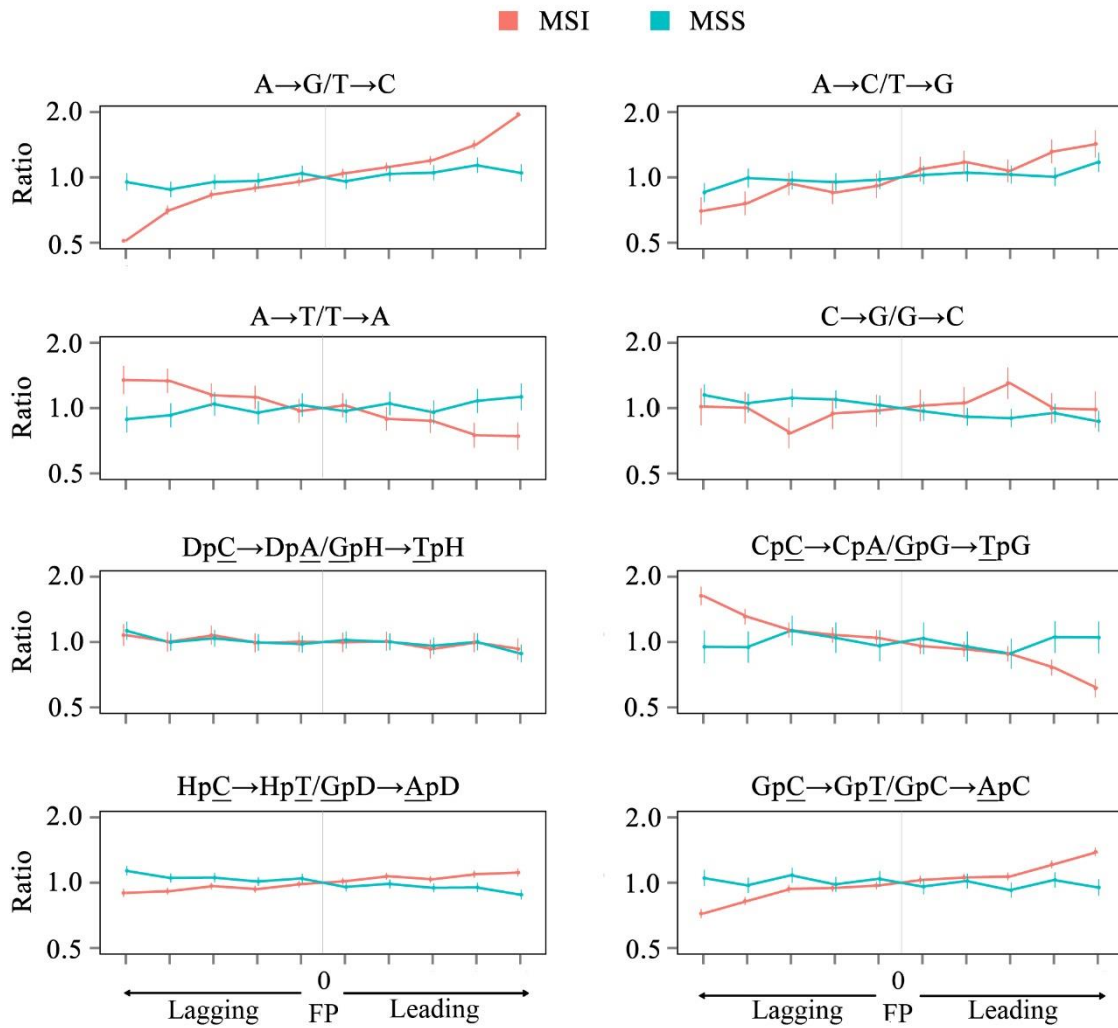 MSI MSS
A→G/T→C A→C/T→G
2.0 2.0
Ratio 1.0 1.0
0.5 0.5
A→T/T→A C→G/G→C
2.0 2.0
Ratio 1.0 1.0
0.5 0.5
DpC→DpA/GpH→TpH CpC→CpA/GpG→TpG
2.0 2.0
Ratio 1.0 1.0
0.5 0.5
HpC→HpT/GpD→ApD GpC→GpT/GpC→ApC
2.0 2.0
Ratio 1.0 1.0
0.5 0.5
0 0
Lagging FP Leading Lagging FP Leading